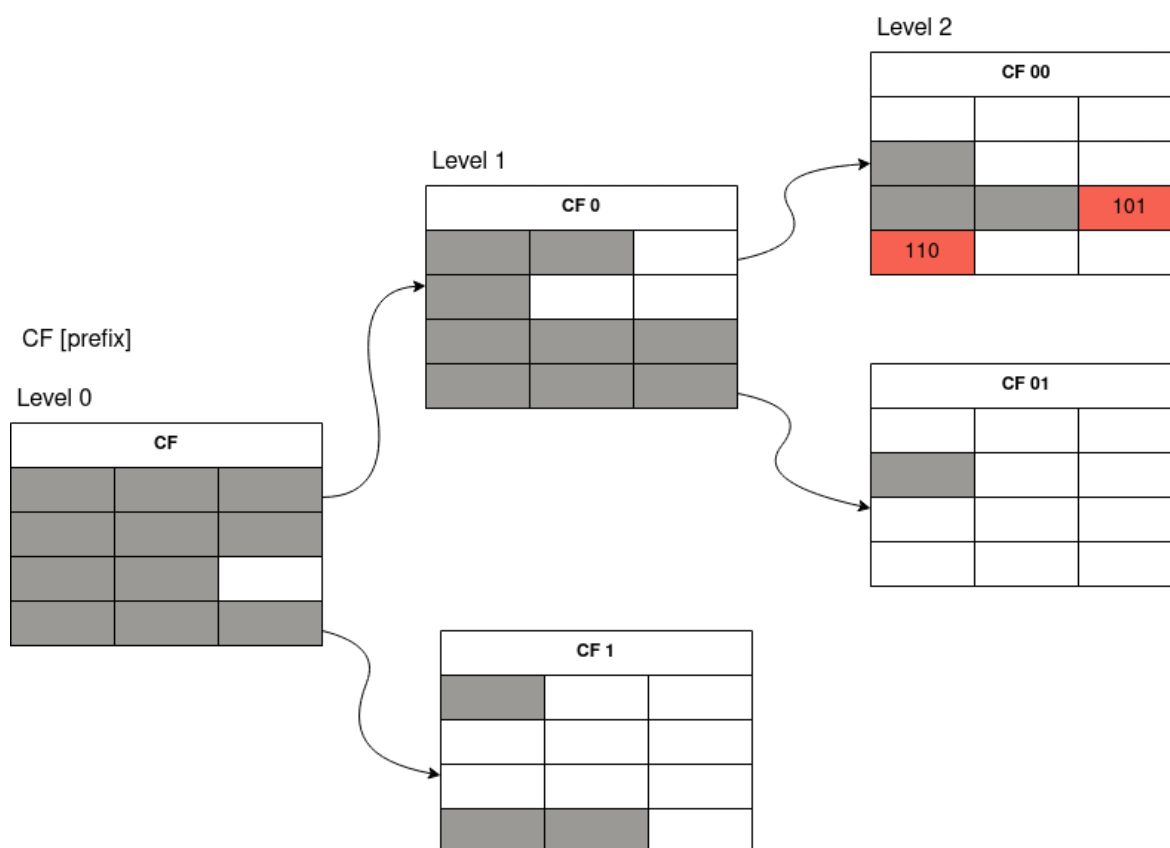 Level 2
CF 00
101
110
Level 1
CF 0
CF [prefix]
Level 0
CF
CF 01
CF 1